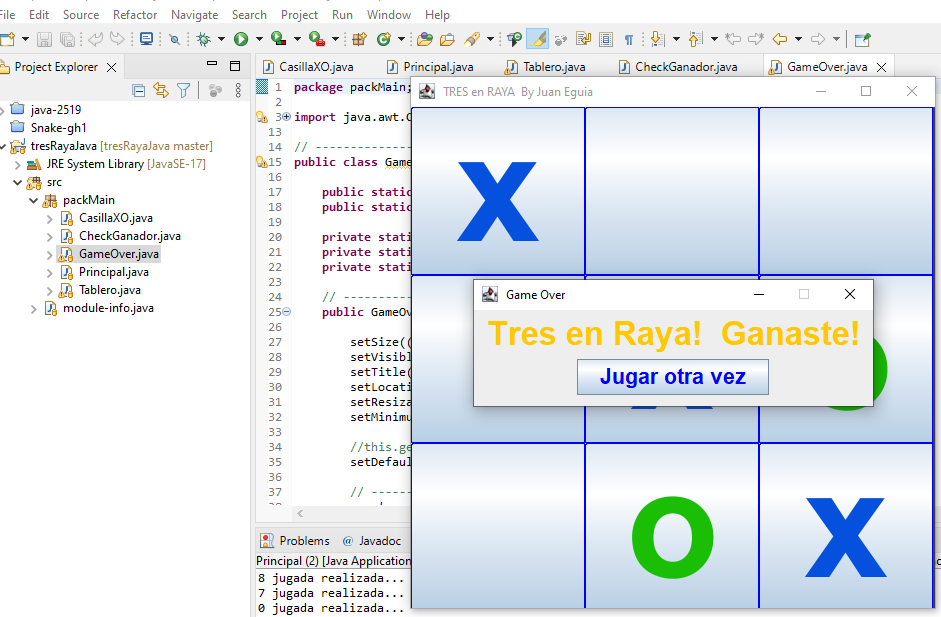 File Edit Source Refactor Navigate Search Project Run Window Help
Project Explorer
CasillaXO.java Principal.java Tablero.java CheckGanador.java GameOver.java
java-2519
Snake-gh1
tresRayaJava [tresRayaJava master]
JRE System Library [JavaSE-17]
src
packMain
CasillaXO.java
CheckGanador.java
GameOver.java
Principal.java
Tablero.java
module-info.java
1 package packMain;
2
3 import java.awt.
13
14 // -----------
15 public class Game
16
17 public static
18 public static
19
20 private stati
21 private stati
22 private stati
23
24 // -----------
25 public GameOv
26
27 setSize((
28 setVisibl
29 setTitle(
30 setLocati
31 setResiza
32 setMinimu
33
34 //this.ge
35 setDefaul
36
37 // ------
TRES en RAYA By Juan Eguia
X
Game Over
Tres en Raya! Ganaste!
Jugar otra vez
O X
Problems @ Javadoc
Principal (2) [Java Application
8 jugada realizada...
7 jugada realizada...
0 jugada realizada...